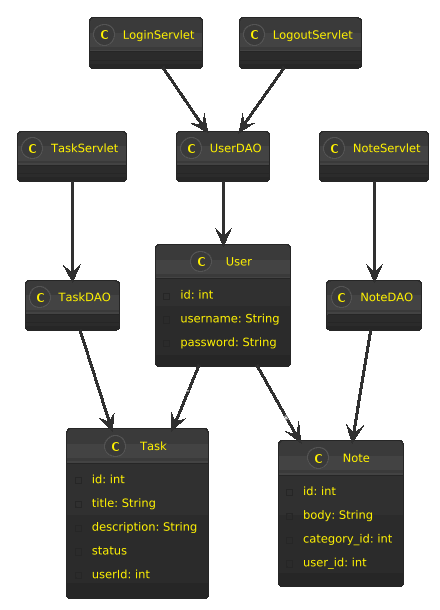 C LoginServlet
C LogoutServlet
C TaskServlet
C UserDAO
C NoteServlet
C User
id: int
username: String
password: String
C TaskDAO
C NoteDAO
C Task
id: int
title: String
description: String
status
userId: int
C Note
id: int
body: String
category_id: int
user_id: int